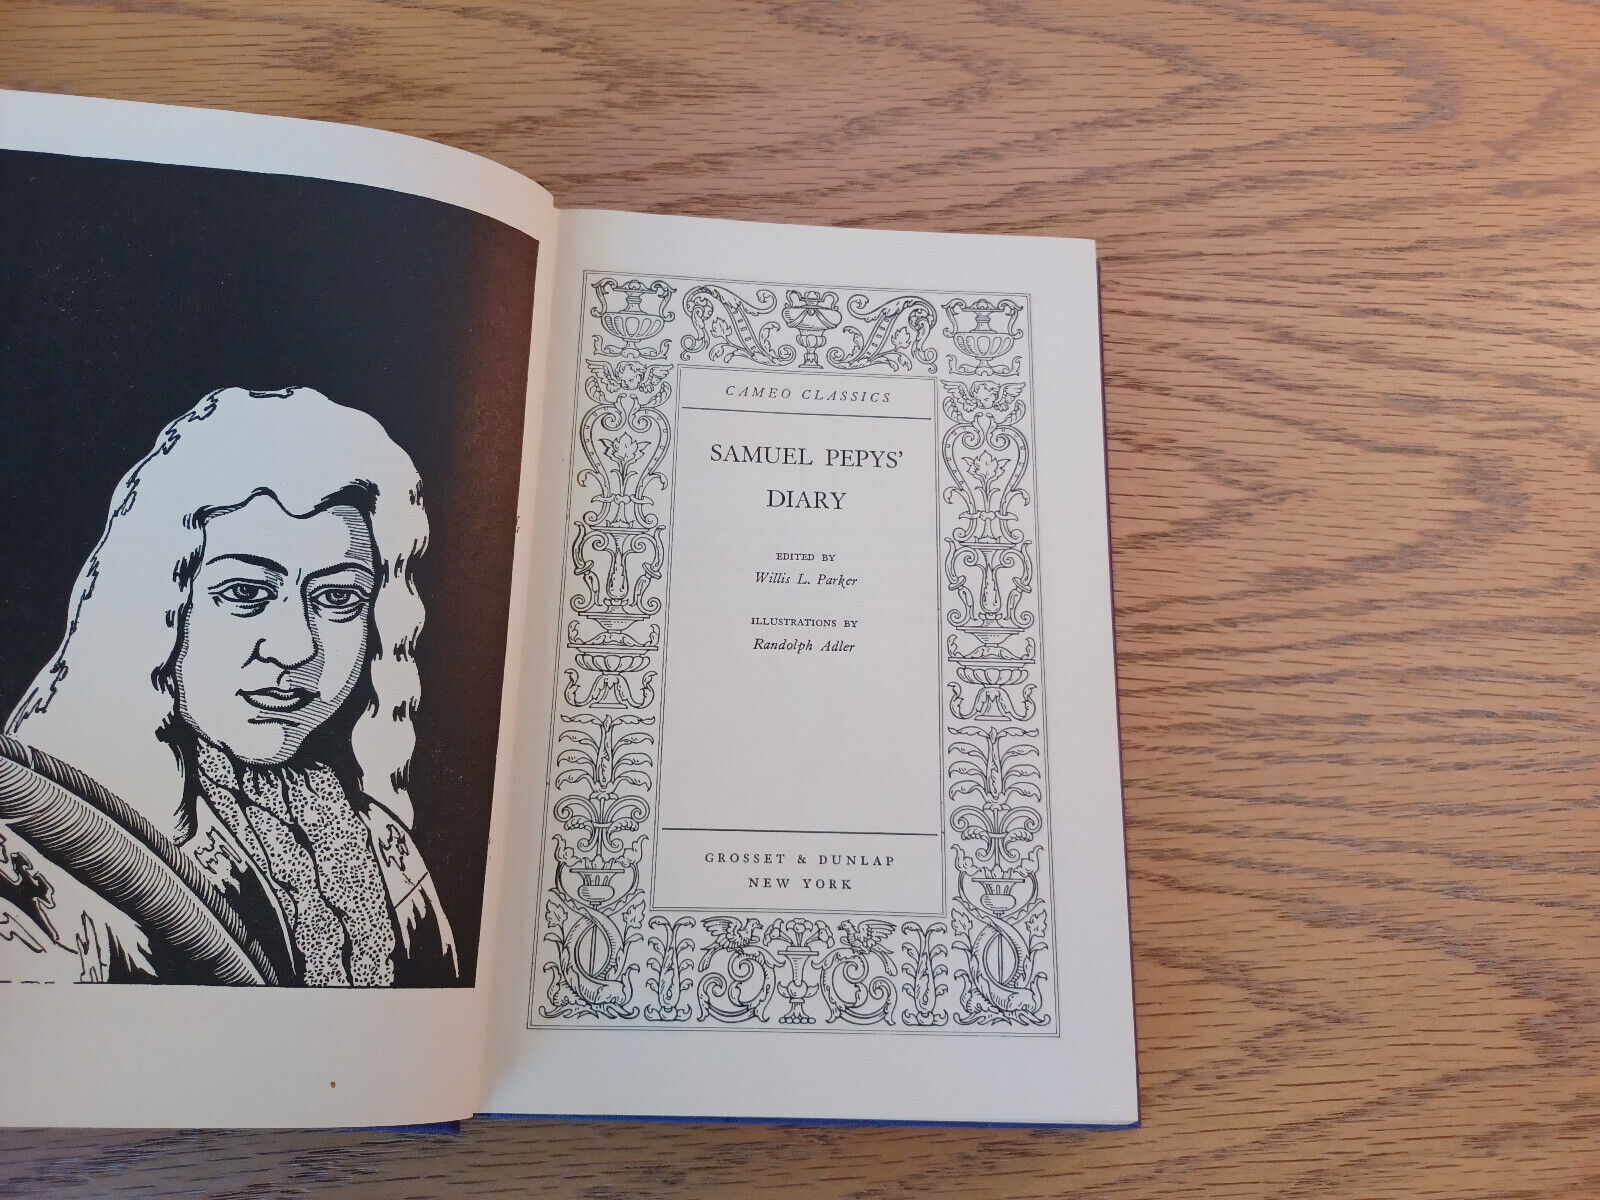 CAMEO CLASSICS
SAMUEL PEPYS'
DIARY
EDITED BY
Willis L. Parker
ILLUSTRATIONS BY
Randolph Adler
GROSSET & DUNLAP
NEW YORK